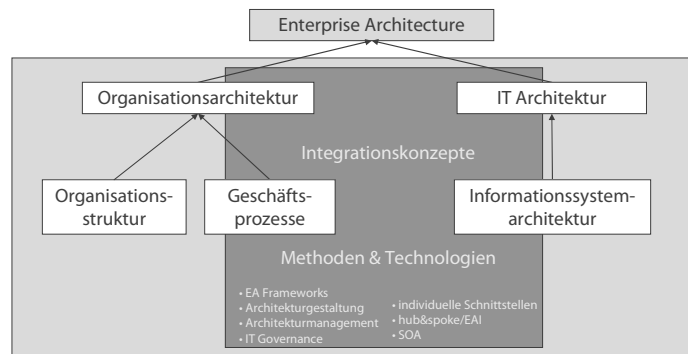 Enterprise Architecture
Organisationsarchitektur
IT Architektur
Integrationskonzepte
Organisations-
struktur
Geschäfts-
prozesse
Informationssystem-
architektur
Methoden & Technologien
• EA Frameworks
• Architekturgestaltung
• Architekturmanagement
• IT Governance
• individuelle Schnittstellen
• hub&spoke/EAI
• SOA